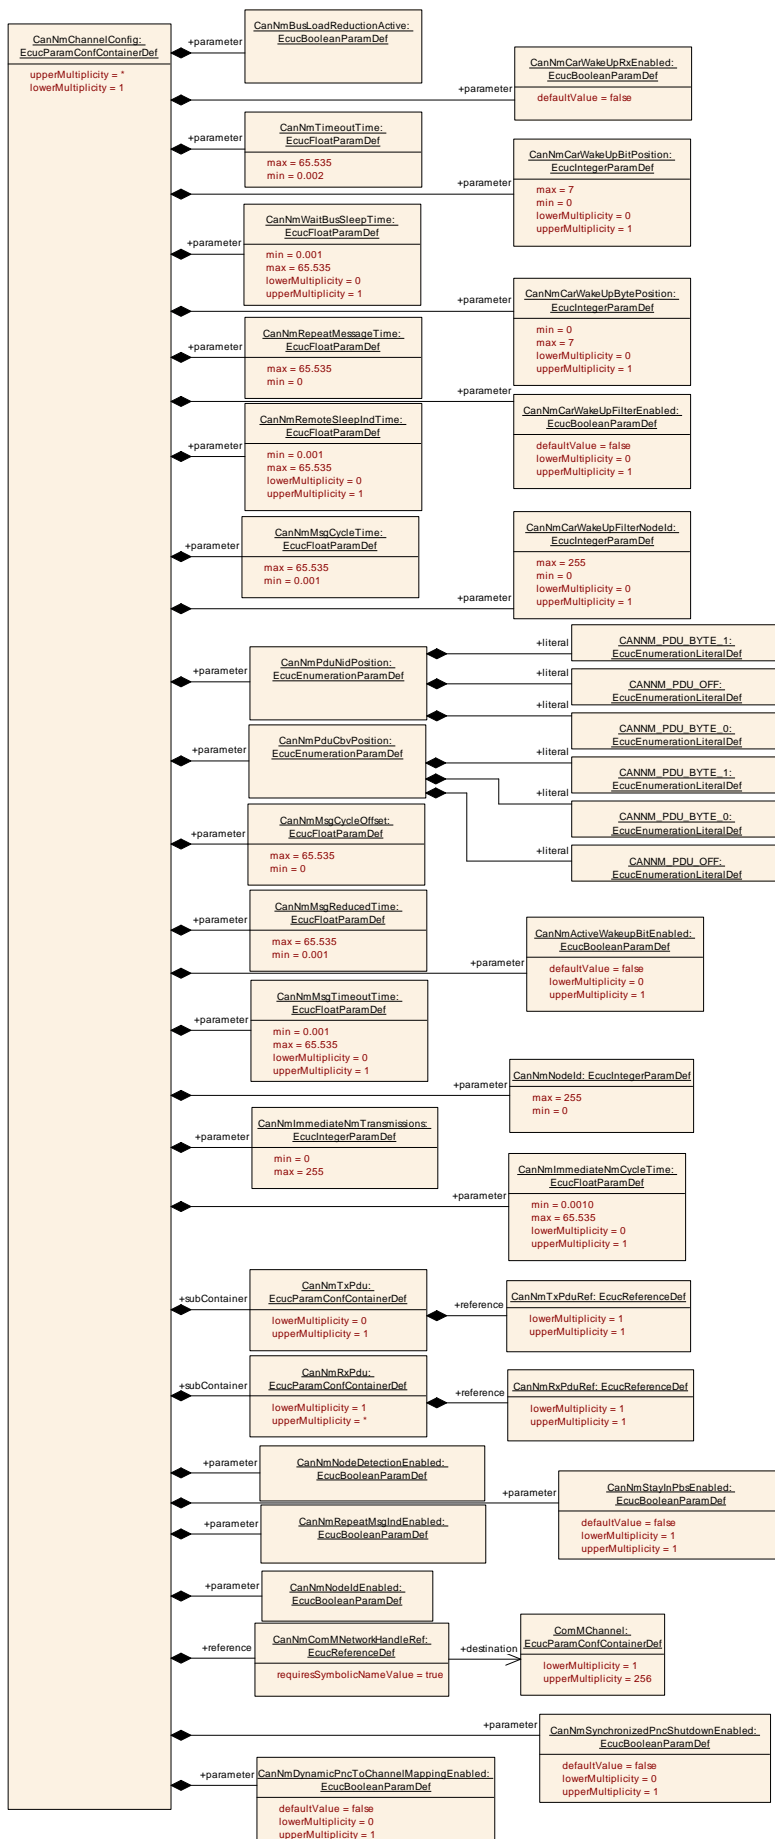 CanNmChannelConfig:
EcucParamConfContainerDef
upperMultiplicity = *
lowerMultiplicity = 1
+parameter
CanNmBusLoadReductionActive:
EcucBooleanParamDef
+parameter
CanNmCarWakeUpRxEnabled:
EcucBooleanParamDef
defaultValue = false
+parameter
CanNmTimeoutTime:
EcucFloatParamDef
max = 65.535
min = 0.002
+parameter
CanNmCarWakeUpBitPosition:
EcucIntegerParamDef
max = 7
min = 0
lowerMultiplicity = 0
upperMultiplicity = 1
+parameter
CanNmWaitBusSleepTime:
EcucFloatParamDef
min = 0.001
max = 65.535
lowerMultiplicity = 0
upperMultiplicity = 1
+parameter
CanNmCarWakeUpBytePosition:
EcucIntegerParamDef
min = 0
max = 7
lowerMultiplicity = 0
upperMultiplicity = 1
+parameter
CanNmRepeatMessageTime:
EcucFloatParamDef
max = 65.535
min = 0
+parameter
CanNmCarWakeUpFilterEnabled:
EcucBooleanParamDef
defaultValue = false
lowerMultiplicity = 0
upperMultiplicity = 1
+parameter
CanNmRemoteSleepIndTime:
EcucFloatParamDef
min = 0.001
max = 65.535
lowerMultiplicity = 0
upperMultiplicity = 1
+parameter
CanNmMsgCycleTime:
EcucFloatParamDef
max = 65.535
min = 0.001
+parameter
CanNmCarWakeUpFilterNodeId:
EcucIntegerParamDef
max = 255
min = 0
lowerMultiplicity = 0
upperMultiplicity = 1
+parameter
CanNmPduNidPosition:
EcucEnumerationParamDef
+literal
CANNM_PDU_BYTE_1:
EcucEnumerationLiteralDef
+literal
CANNM_PDU_OFF:
EcucEnumerationLiteralDef
+literal
CANNM_PDU_BYTE_0:
EcucEnumerationLiteralDef
+parameter
CanNmPduCbvPosition:
EcucEnumerationParamDef
+literal
CANNM_PDU_BYTE_1:
EcucEnumerationLiteralDef
+literal
CANNM_PDU_BYTE_0:
EcucEnumerationLiteralDef
+literal
CANNM_PDU_OFF:
EcucEnumerationLiteralDef
+parameter
CanNmMsgCycleOffset:
EcucFloatParamDef
max = 65.535
min = 0
+parameter
CanNmMsgReducedTime:
EcucFloatParamDef
max = 65.535
min = 0.001
+parameter
CanNmActiveWakeupBitEnabled:
EcucBooleanParamDef
defaultValue = false
lowerMultiplicity = 0
upperMultiplicity = 1
+parameter
CanNmMsgTimeoutTime:
EcucFloatParamDef
min = 0.001
max = 65.535
lowerMultiplicity = 0
upperMultiplicity = 1
+parameter
CanNmNodeId: EcucIntegerParamDef
max = 255
min = 0
+parameter
CanNmImmediateNmTransmissions:
EcucIntegerParamDef
min = 0
max = 255
+parameter
CanNmImmediateNmCycleTime:
EcucFloatParamDef
min = 0.0010
max = 65.535
lowerMultiplicity = 0
upperMultiplicity = 1
+subContainer
CanNmTxPdu:
EcucParamConfContainerDef
lowerMultiplicity = 0
upperMultiplicity = 1
+reference
CanNmTxPduRef: EcucReferenceDef
lowerMultiplicity = 1
upperMultiplicity = 1
+subContainer
CanNmRxPdu:
EcucParamConfContainerDef
lowerMultiplicity = 1
upperMultiplicity = *
+reference
CanNmRxPduRef: EcucReferenceDef
lowerMultiplicity = 1
upperMultiplicity = 1
+parameter
CanNmNodeDetectionEnabled:
EcucBooleanParamDef
+parameter
CanNmStayInPbsEnabled:
EcucBooleanParamDef
defaultValue = false
lowerMultiplicity = 1
upperMultiplicity = 1
+parameter
CanNmRepeatMsgIndEnabled:
EcucBooleanParamDef
+parameter
CanNmNodeIdEnabled:
EcucBooleanParamDef
+reference
CanNmComMNetworkHandleRef:
EcucReferenceDef
requiresSymbolicNameValue = true
+destination
ComMChannel:
EcucParamConfContainerDef
lowerMultiplicity = 1
upperMultiplicity = 256
+parameter
CanNmSynchronizedPncShutdownEnabled:
EcucBooleanParamDef
defaultValue = false
lowerMultiplicity = 0
upperMultiplicity = 1
+parameter
CanNmDynamicPncToChannelMappingEnabled:
EcucBooleanParamDef
defaultValue = false
lowerMultiplicity = 0
upperMultiplicity = 1